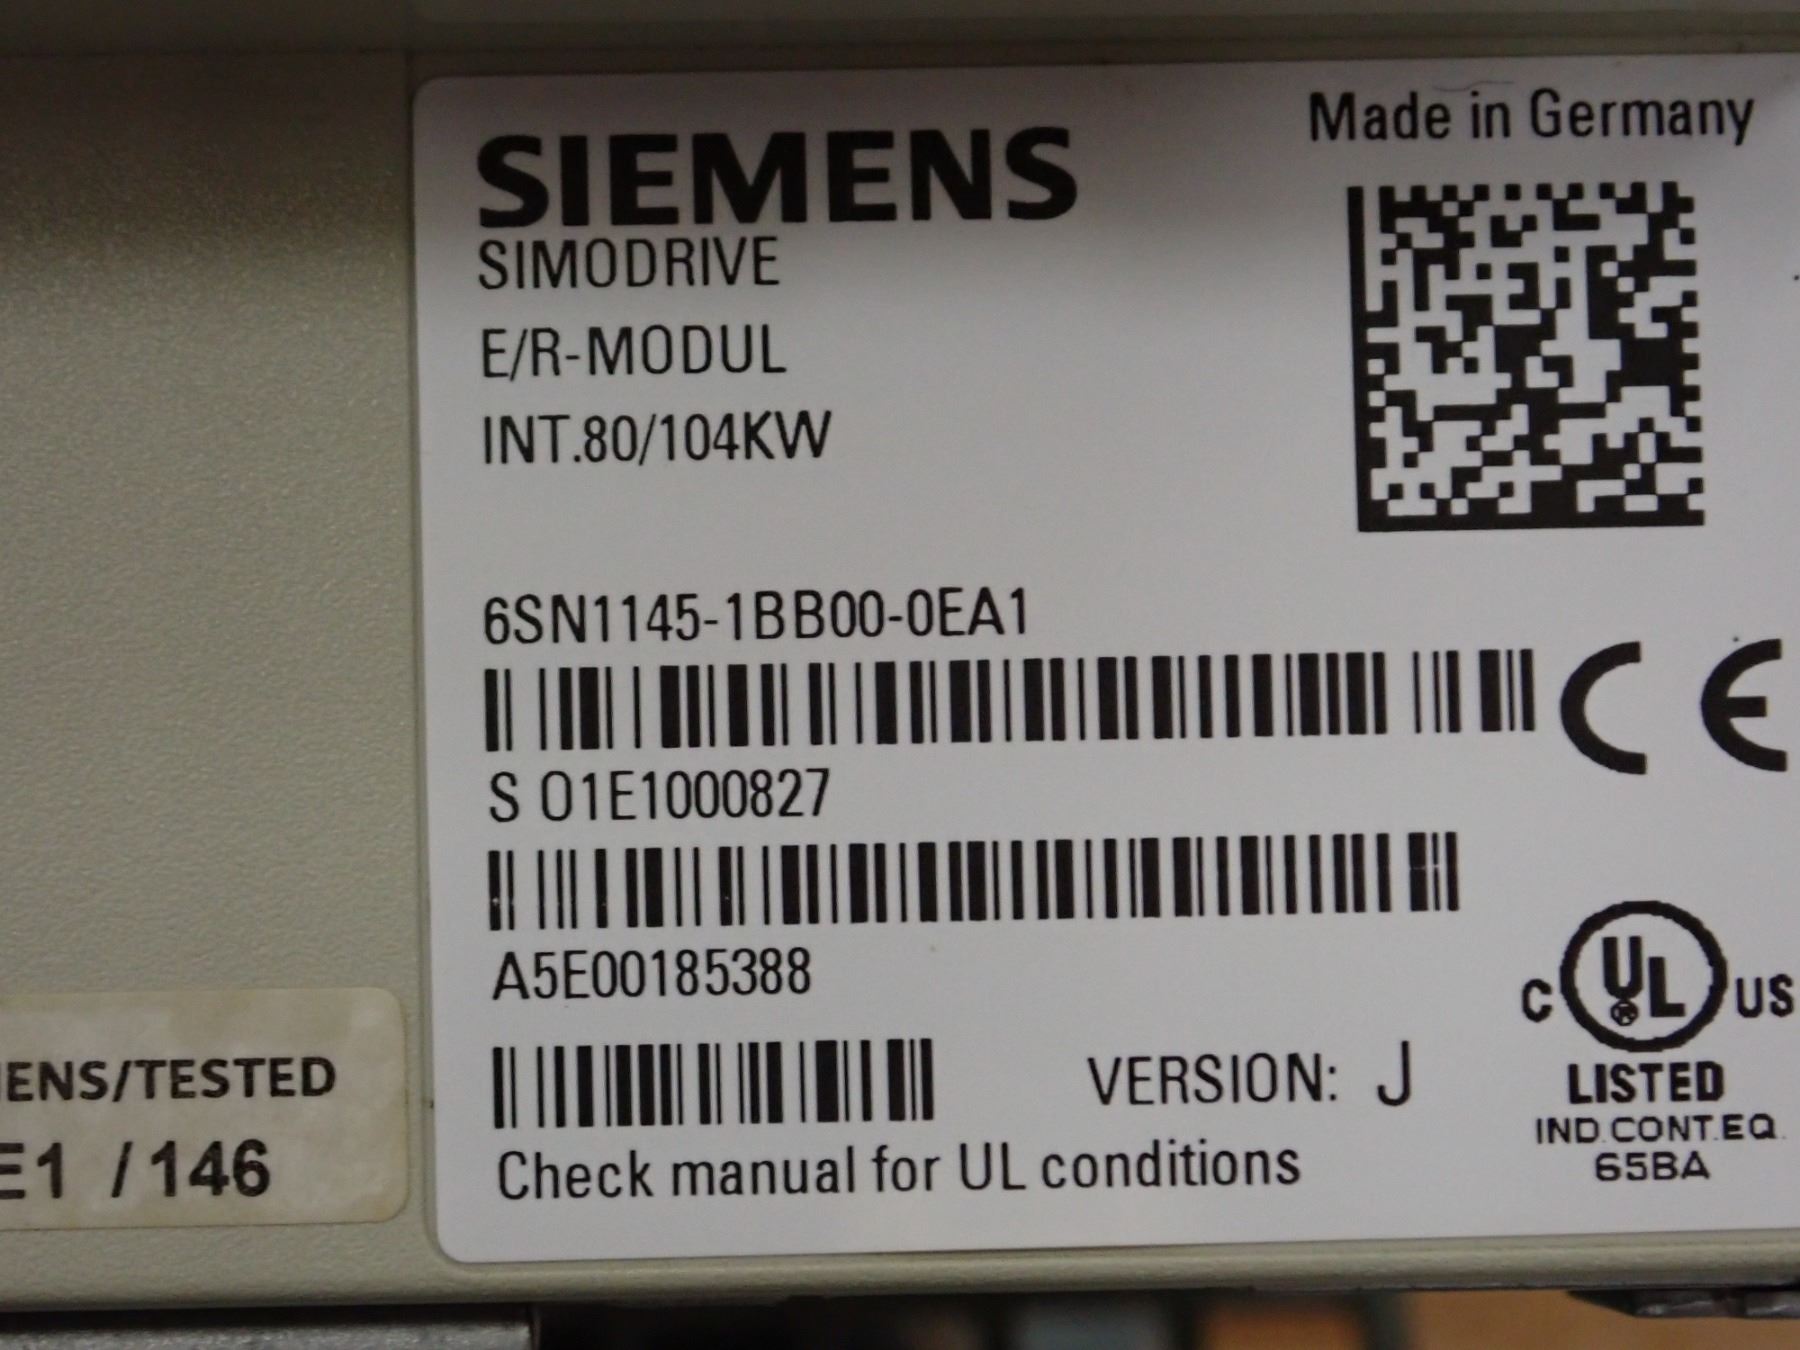 Made in Germany
SIEMENS
SIMODRIVE
E/R-MODUL
INT.80/104KW
6SN1145-1BB00-0EA1
CE
S O1E1000827
A5E00185388
C UL US
LISTED
IND.CONT.EQ.
65BA
VERSION: J
Check manual for UL conditions
ENS/TESTED
E1 /146